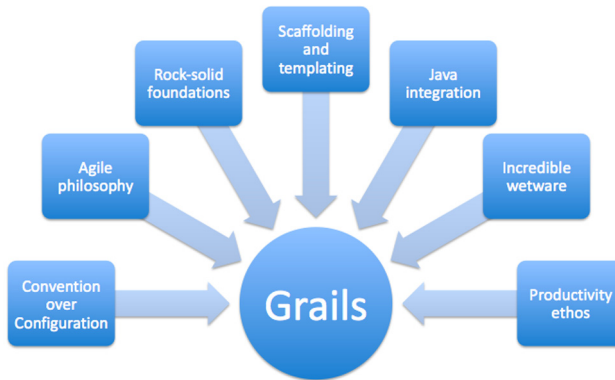 Scaffolding
and
templating
Rock-solid
foundations
Java
integration
Agile
philosophy
Incredible
wetware
Convention
over
Configuration
Grails
Productivity
ethos